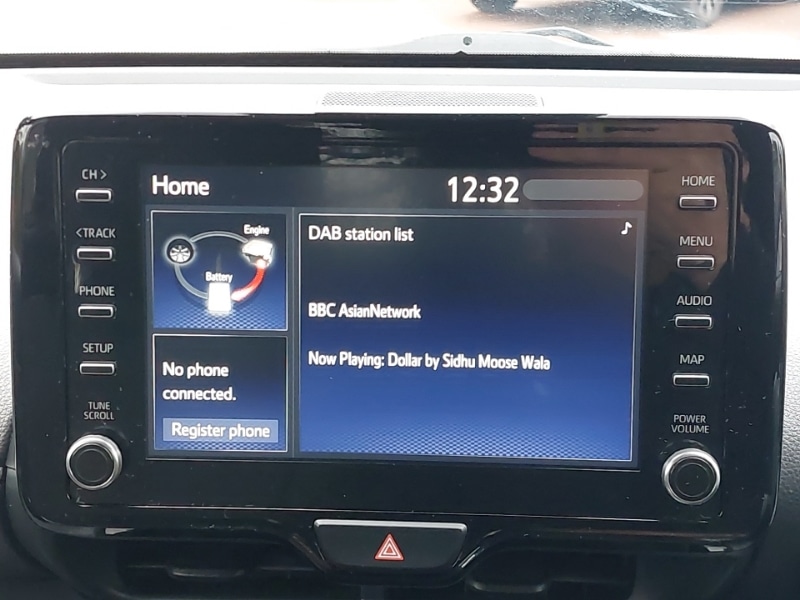 CH >
< TRACK
PHONE
SETUP
TUNE
SCROLL
Home
12:32
Engine
Battery
No phone
connected.
Register phone
DAB station list
BBC AsianNetwork
Now Playing: Dollar by Sidhu Moose Wala
HOME
MENU
AUDIO
MAP
POWER
VOLUME